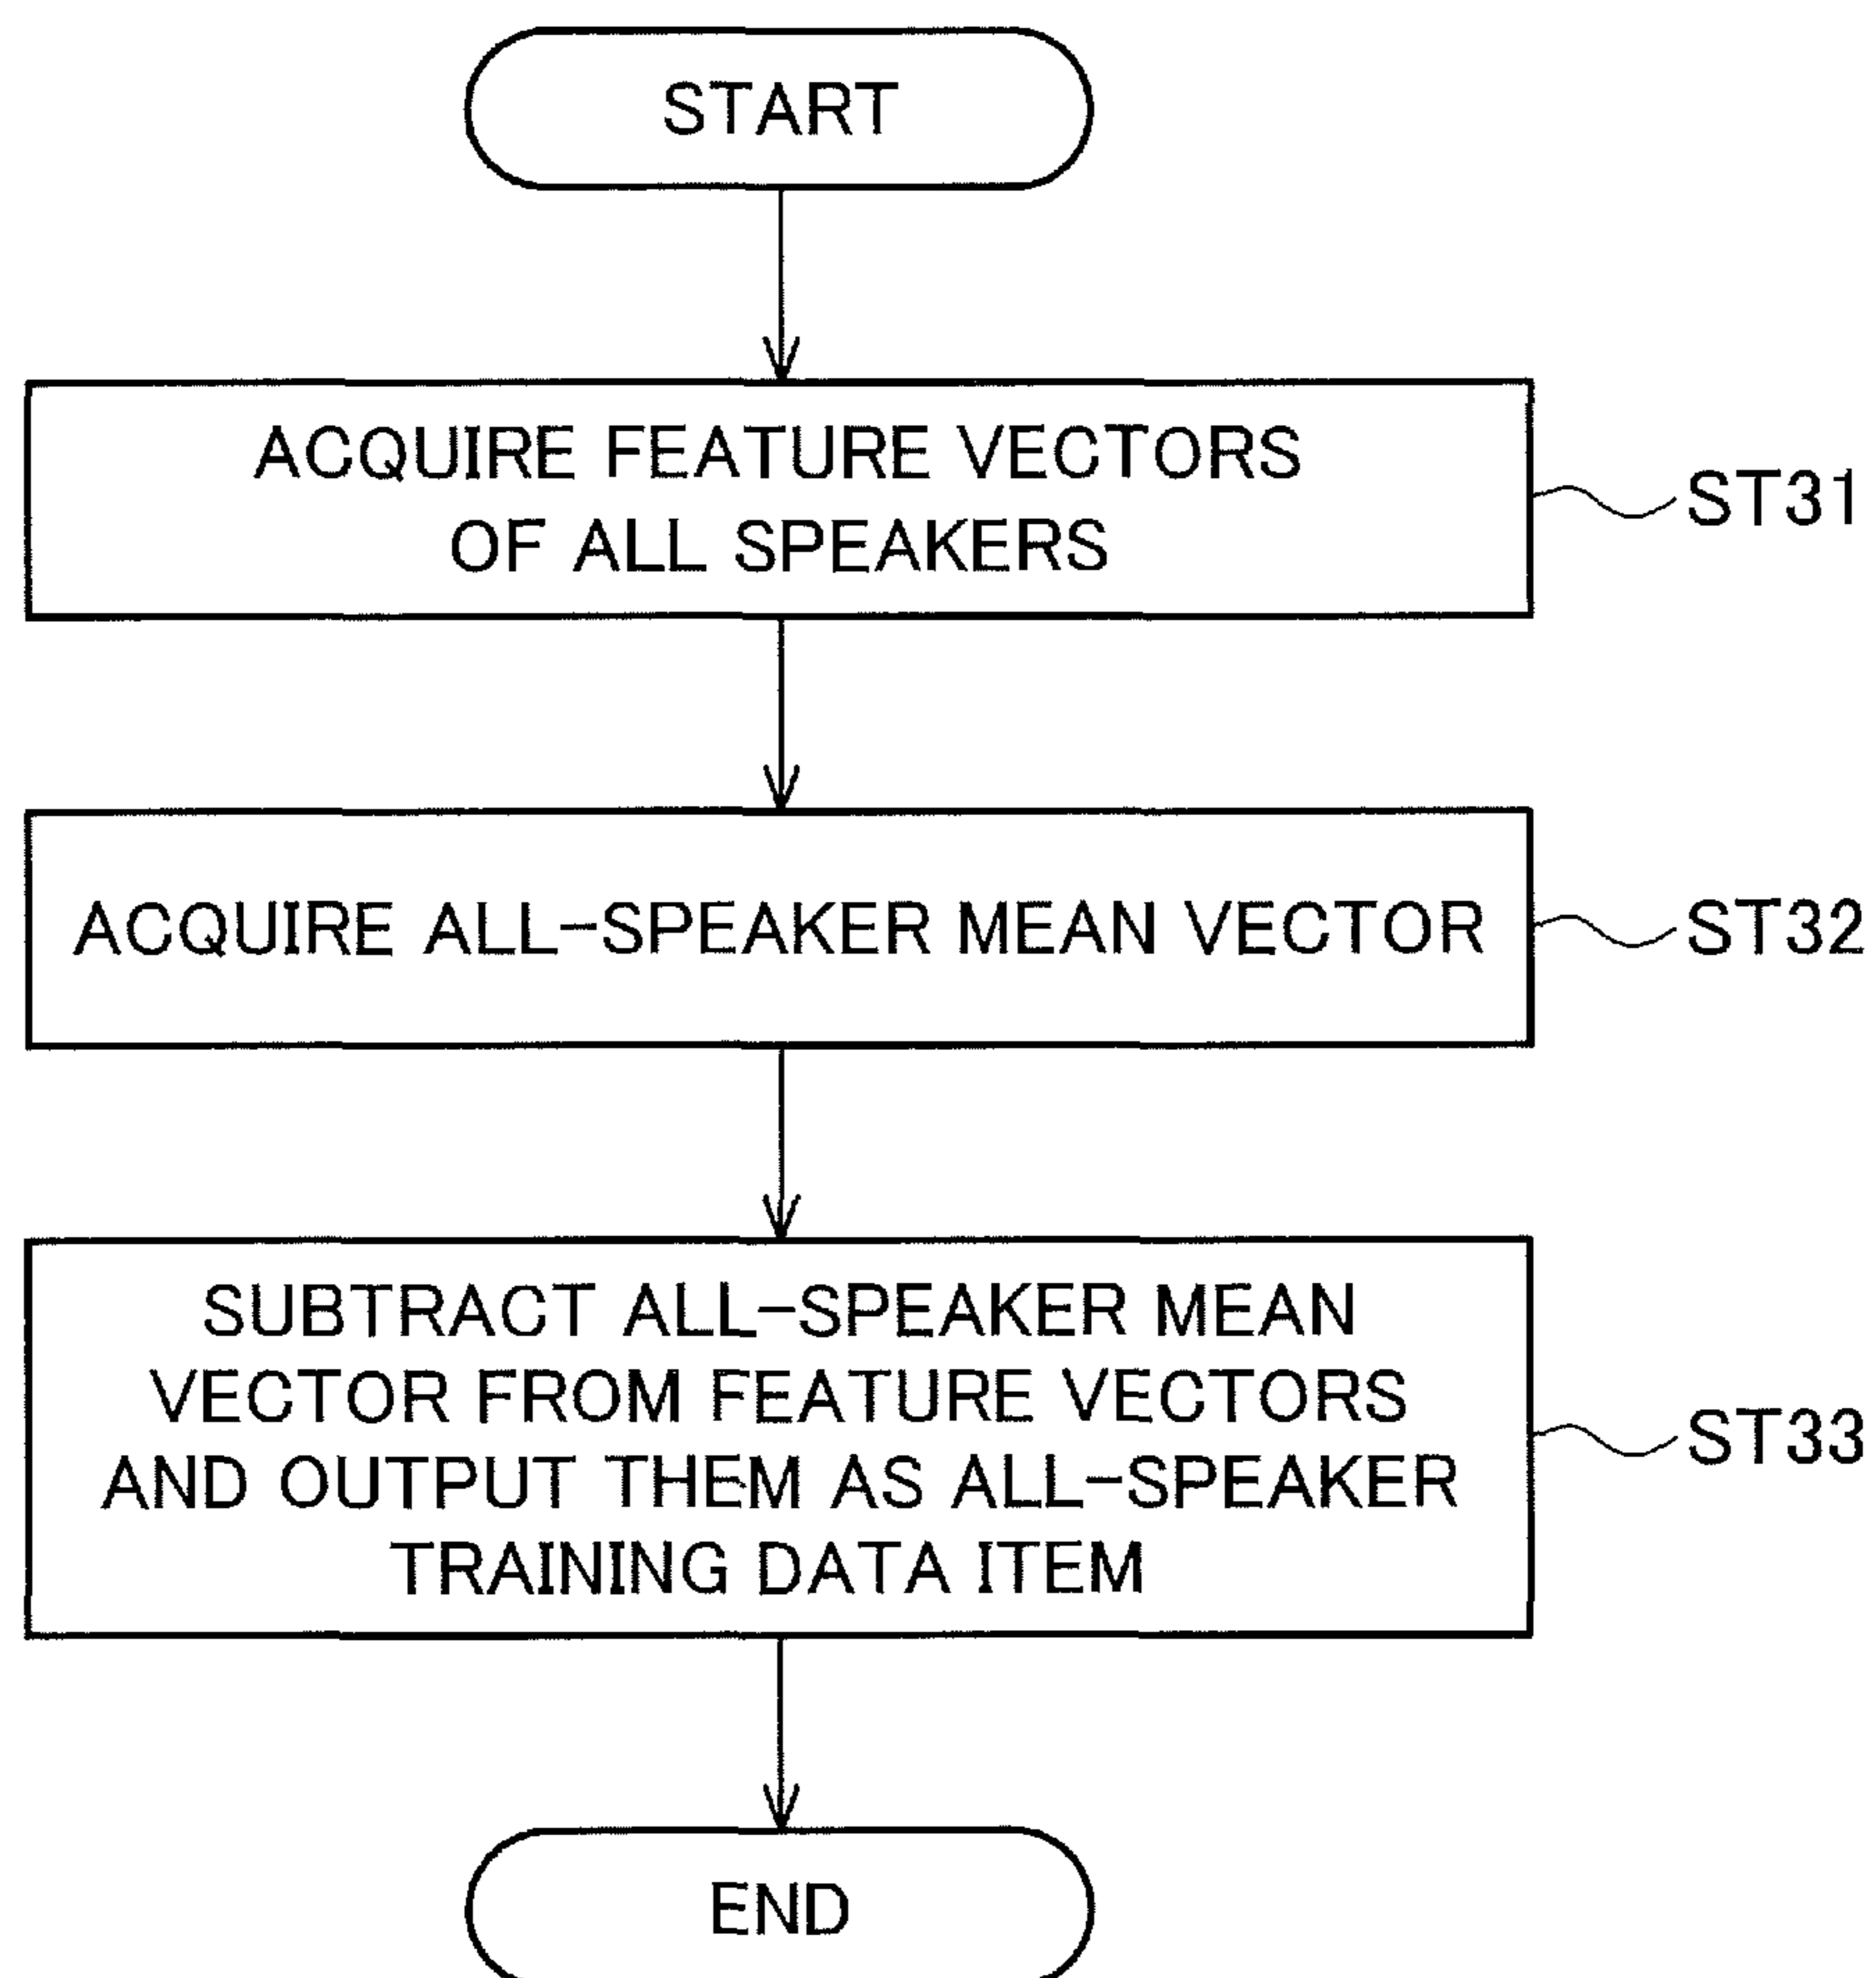 START
ACQUIRE FEATURE VECTORS
OF ALL SPEAKERS
ST31
ACQUIRE ALL-SPEAKER MEAN VECTOR
ST32
SUBTRACT ALL-SPEAKER MEAN
VECTOR FROM FEATURE VECTORS
AND OUTPUT THEM AS ALL-SPEAKER
TRAINING DATA ITEM
ST33
END